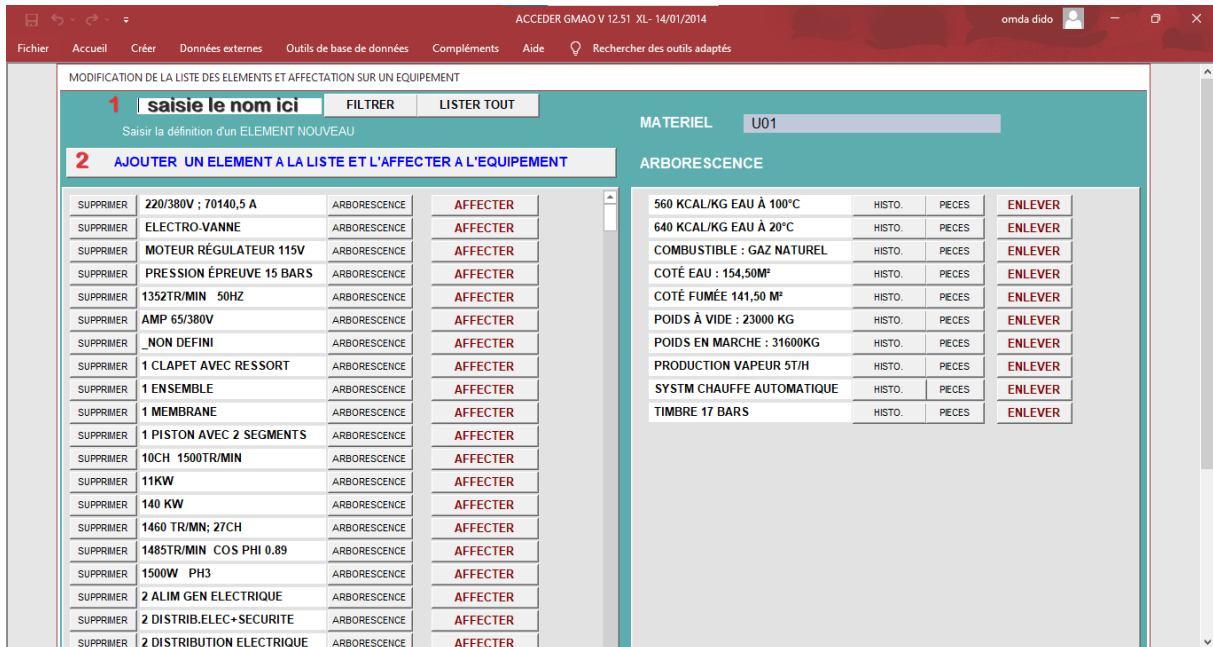 ACCEDER GMAO V 12.51 XL- 14/01/2014
omda dido
Fichier Accueil Créer Données externes Outils de base de données Compléments Aide Rechercher des outils adaptés
MODIFICATION DE LA LISTE DES ELEMENTS ET AFFECTATION SUR UN EQUIPEMENT
1 saisie le nom ici FILTRER LISTER TOUT
Saisir la définition d'un ELEMENT NOUVEAU
2 AJOUTER UN ELEMENT A LA LISTE ET L'AFFECTER A L'EQUIPEMENT
SUPPRIMER 220/380V ; 70140,5 A ARBORESCENCE AFFECTER
SUPPRIMER ELECTRO-VANNE ARBORESCENCE AFFECTER
SUPPRIMER MOTEUR RÉGULATEUR 115V ARBORESCENCE AFFECTER
SUPPRIMER PRESSION ÉPREUVE 15 BARS ARBORESCENCE AFFECTER
SUPPRIMER 1352TR/MIN 50HZ ARBORESCENCE AFFECTER
SUPPRIMER AMP 65/380V ARBORESCENCE AFFECTER
SUPPRIMER _NON DEFINI ARBORESCENCE AFFECTER
SUPPRIMER 1 CLAPET AVEC RESSORT ARBORESCENCE AFFECTER
SUPPRIMER 1 ENSEMBLE ARBORESCENCE AFFECTER
SUPPRIMER 1 MEMBRANE ARBORESCENCE AFFECTER
SUPPRIMER 1 PISTON AVEC 2 SEGMENTS ARBORESCENCE AFFECTER
SUPPRIMER 10CH 1500TR/MIN ARBORESCENCE AFFECTER
SUPPRIMER 11KW ARBORESCENCE AFFECTER
SUPPRIMER 140 KW ARBORESCENCE AFFECTER
SUPPRIMER 1460 TR/MN; 27CH ARBORESCENCE AFFECTER
SUPPRIMER 1485TR/MIN COS PHI 0.89 ARBORESCENCE AFFECTER
SUPPRIMER 1500W PH3 ARBORESCENCE AFFECTER
SUPPRIMER 2 ALIM GEN ELECTRIQUE ARBORESCENCE AFFECTER
SUPPRIMER 2 DISTRIB.ELEC+SECURITE ARBORESCENCE AFFECTER
SUPPRIMER 2 DISTRIBUTION ELECTRIQUE ARBORESCENCE AFFECTER
MATERIEL U01
ARBORESCENCE
560 KCAL/KG EAU À 100°C HISTO. PIECES ENLEVER
640 KCAL/KG EAU À 20°C HISTO. PIECES ENLEVER
COMBUSTIBLE : GAZ NATUREL HISTO. PIECES ENLEVER
COTÉ EAU : 154,50M² HISTO. PIECES ENLEVER
COTÉ FUMÉE 141,50 M² HISTO. PIECES ENLEVER
POIDS À VIDE : 23000 KG HISTO. PIECES ENLEVER
POIDS EN MARCHE : 31600KG HISTO. PIECES ENLEVER
PRODUCTION VAPEUR 5T/H HISTO. PIECES ENLEVER
SYSTM CHAUFFE AUTOMATIQUE HISTO. PIECES ENLEVER
TIMBRE 17 BARS HISTO. PIECES ENLEVER